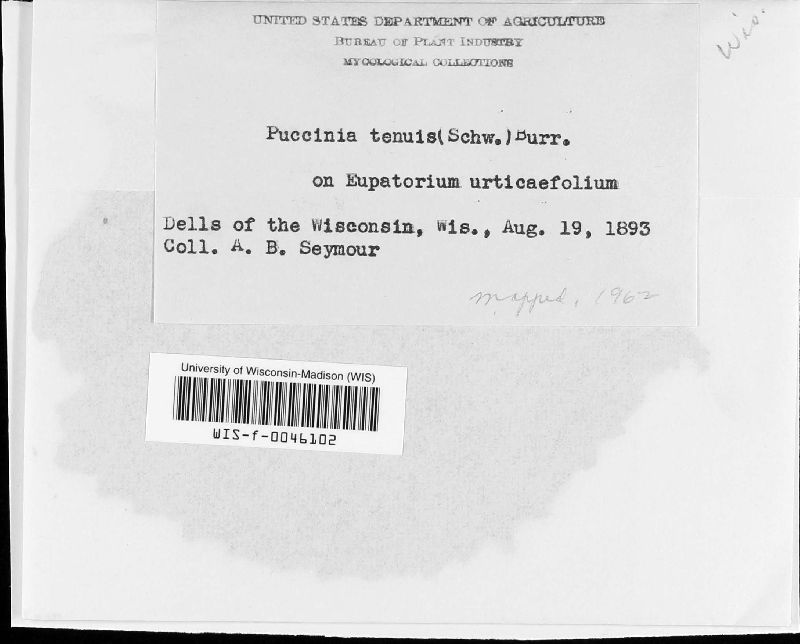 UNITED STATES DEPARTMENT OF AGRICULTURE
BUREAU OF PLANT INDUSTRY
MYCOLOGICAL COLLECTIONS
Wis.
Puccinia tenuis(Schw.)Burr.
on Eupatorium urticaefolium
Dells of the Wisconsin, Wis., Aug. 19, 1893
Coll. A. B. Seymour
mapped, 1962
University of Wisconsin-Madison (WIS)
WIS-f-0046102